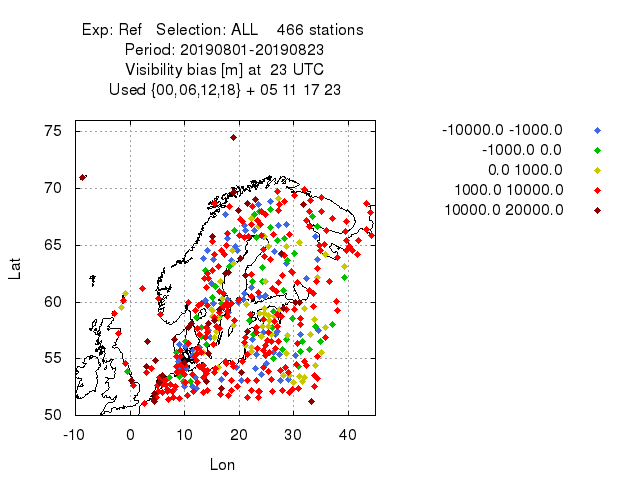 Exp: Ref   Selection: ALL    466 stations
Period: 20190801-20190823
Visibility bias [m] at  23 UTC
Used {00,06,12,18} + 05 11 17 23
-10000.0 -1000.0
-1000.0 0.0
0.0 1000.0
1000.0 10000.0
10000.0 20000.0
75
70
65
60
55
50
Lat
-10 0 10 20 30 40
Lon